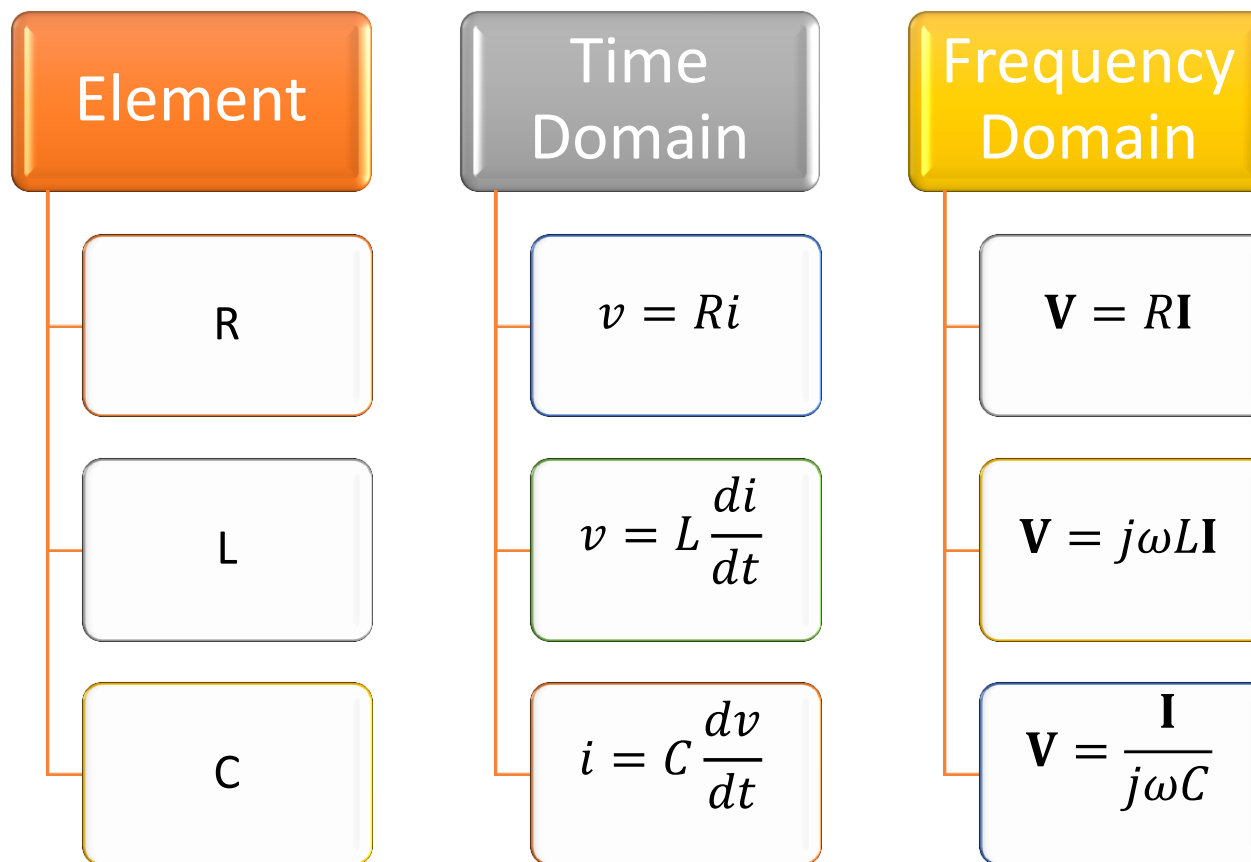 Element
R
L
C
Time
Domain
v = Ri
v = L di/dt
i = C dv/dt
Frequency
Domain
𝐕 = R𝐈
𝐕 = jωL𝐈
𝐕 = 𝐈/jωC